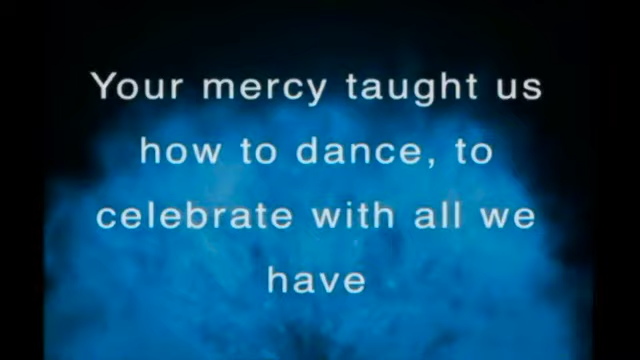 Your mercy taught us
how to dance, to
celebrate with all we
have